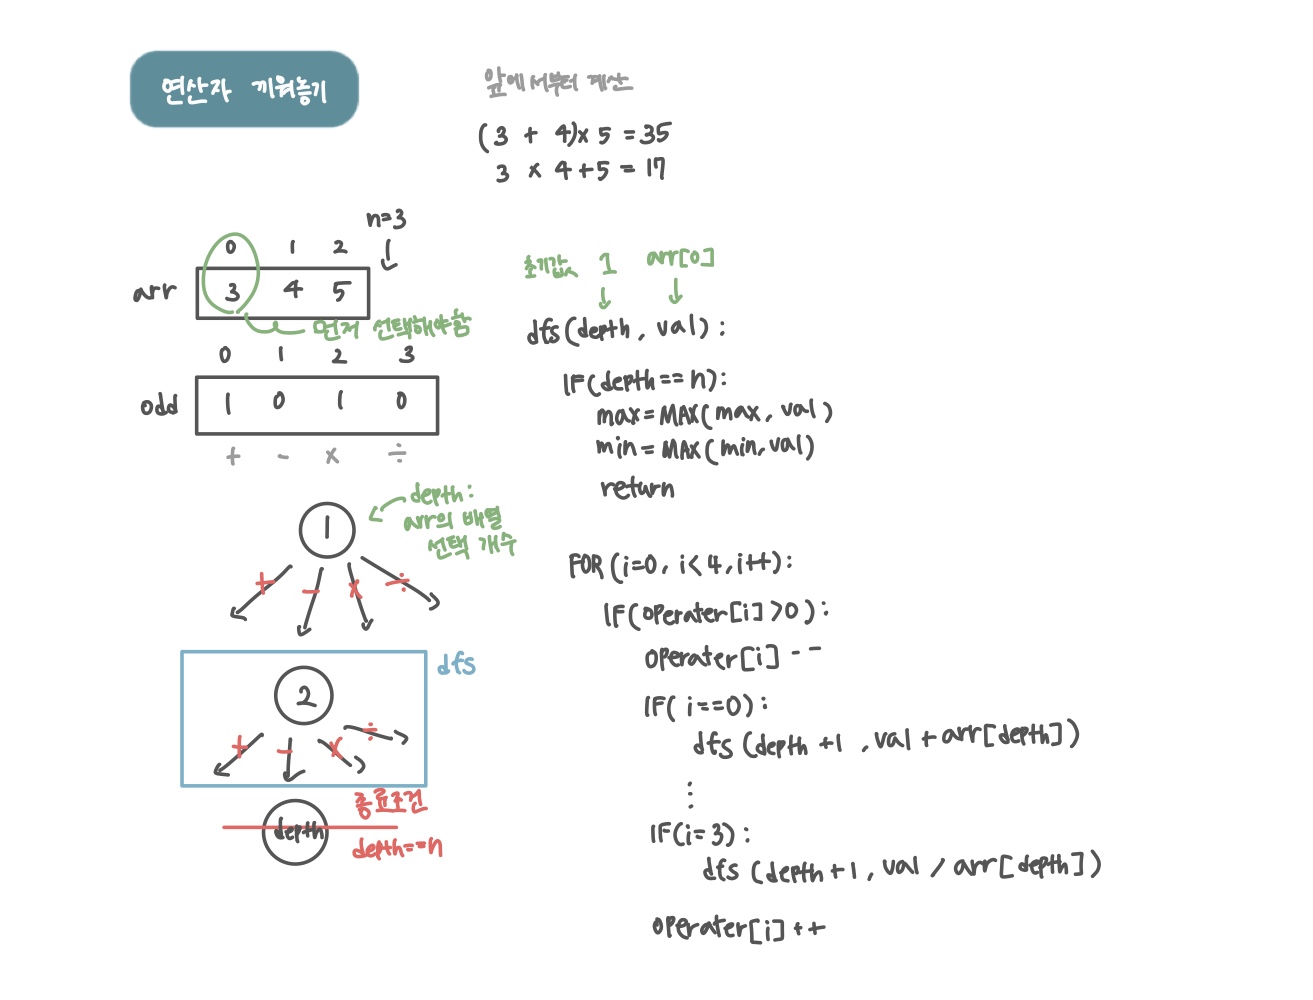 연산자 끼워놓기
앞에서부터 계산
(3 + 4)x 5 = 35
3 x 4 + 5 = 17
n=3
0 1 2
arr 3 4 5
먼저 선택해야함
0 1 2 3
odd 1 0 1 0
+ - x ÷
1
depth:
arr의 배열
선택 개수
+ - x ÷
dfs
2
+ - x ÷
종료조건
depth
depth==n
초기값 1 arr[0]
dfs(depth, val):
IF(depth == n):
max = MAX(max, val)
min = MAX(min, val)
return
FOR (i=0, i<4, i++):
IF(operater[i]>0):
operater[i] --
IF( i==0):
dfs (depth +1, val + arr[depth])
⋮
IF(i=3):
dfs (depth+1, val / arr[depth])
operater[i]++